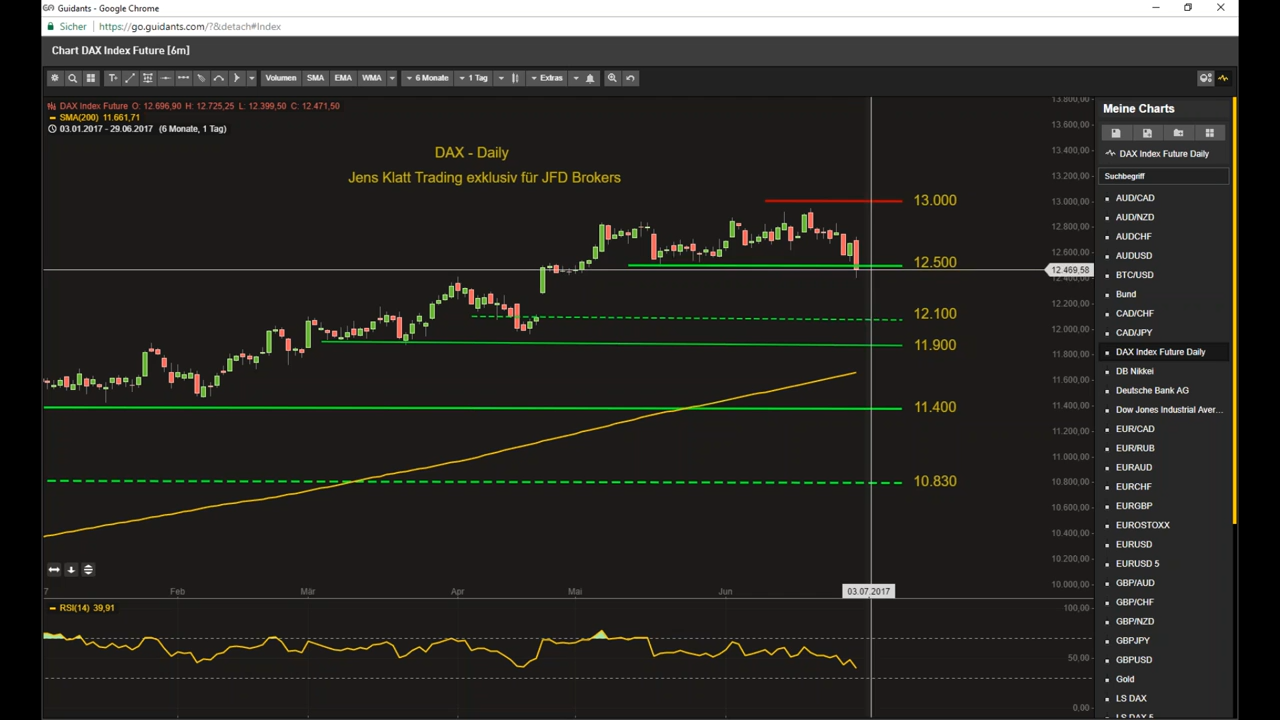 Guidants - Google Chrome
Sicher https://go.guidants.com/?&detach#Index
Chart DAX Index Future [6m]
Volumen SMA EMA WMA 6 Monate 1 Tag Extras
DAX Index Future O: 12.696,90 H: 12.725,25 L: 12.399,50 C: 12.471,50
SMA(200) 11.661,71
03.01.2017 - 29.06.2017 (6 Monate, 1 Tag)
DAX - Daily
Jens Klatt Trading exklusiv für JFD Brokers
13.000
12.500
12.100
11.900
11.400
10.830
13.800,00
13.600,00
13.400,00
13.200,00
13.000,00
12.800,00
12.600,00
12.469,58
12.400,00
12.200,00
12.000,00
11.800,00
11.600,00
11.400,00
11.200,00
11.000,00
10.800,00
10.600,00
10.400,00
10.200,00
10.000,00
7 Feb Mär Apr Mai Jun 03.07.2017
RSI(14) 39,91
100,00
50,00
0,00
Meine Charts
DAX Index Future Daily
Suchbegriff
AUD/CAD
AUD/NZD
AUDCHF
AUDUSD
BTC/USD
Bund
CAD/CHF
CAD/JPY
DAX Index Future Daily
DB Nikkei
Deutsche Bank AG
Dow Jones Industrial Aver...
EUR/CAD
EUR/RUB
EURAUD
EURCHF
EURGBP
EUROSTOXX
EURUSD
EURUSD 5
GBP/AUD
GBP/CHF
GBP/NZD
GBPJPY
GBPUSD
Gold
LS DAX
LS DAX 5